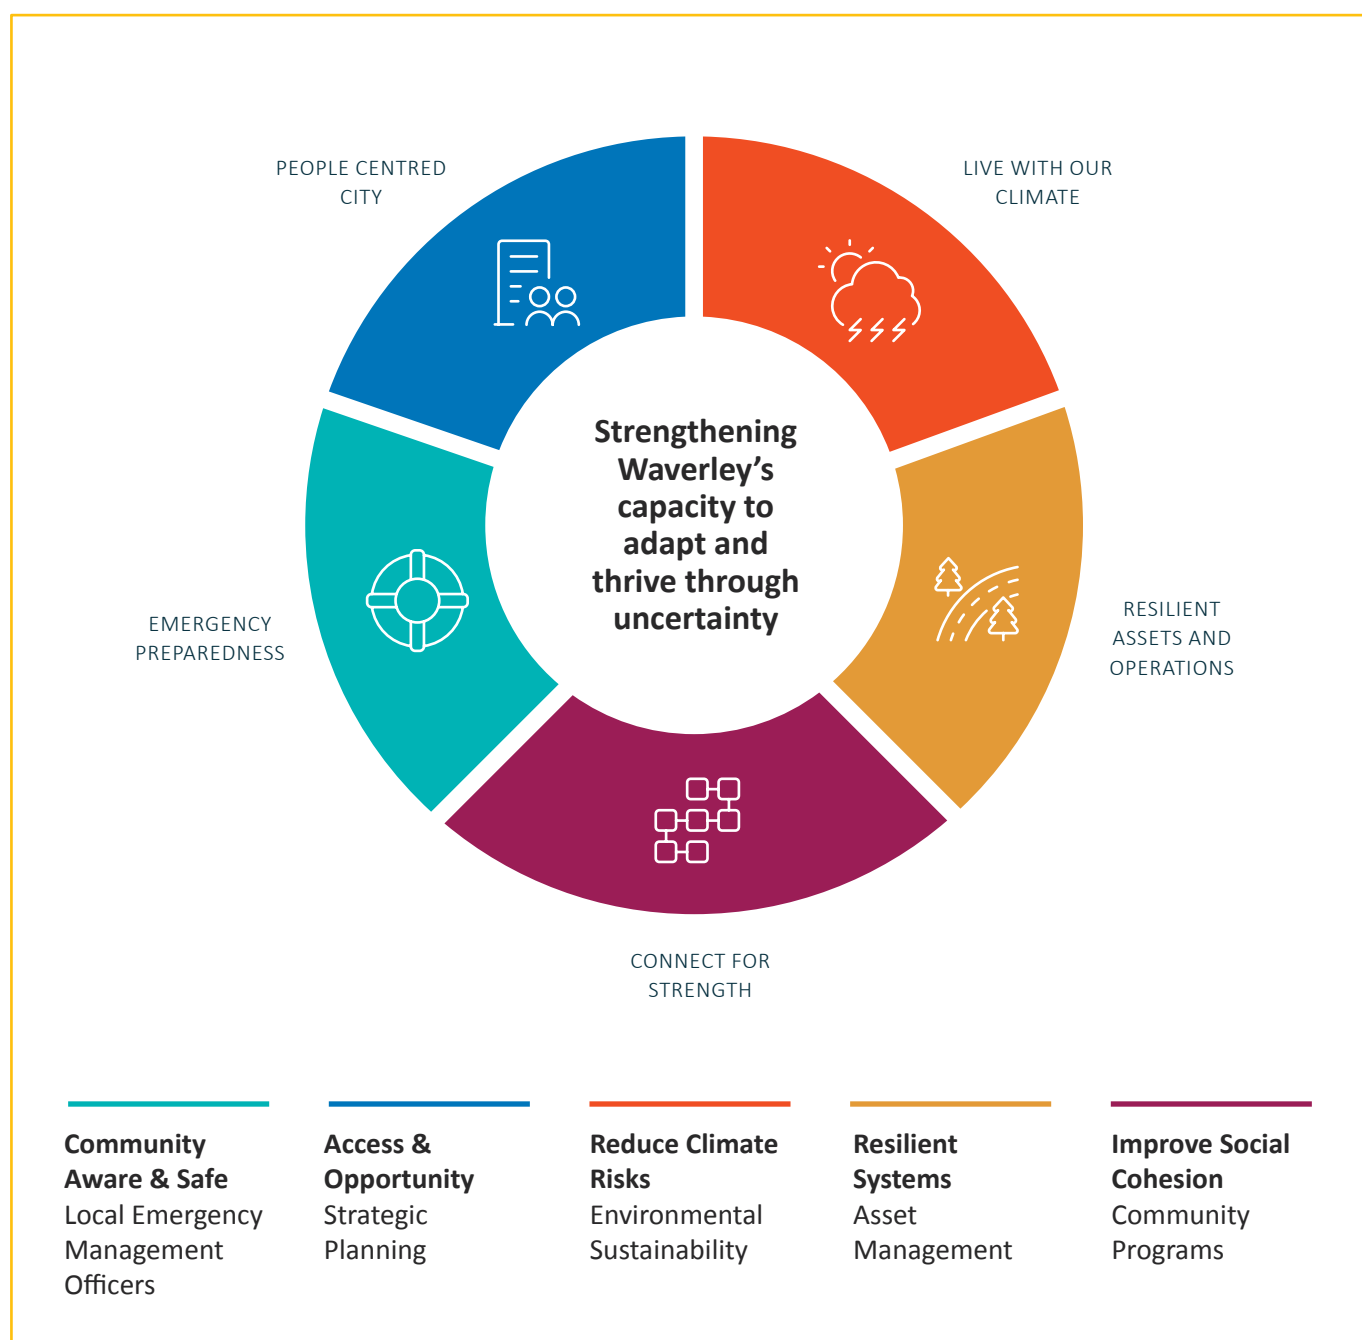 PEOPLE CENTRED
CITY
LIVE WITH OUR
CLIMATE
Strengthening
Waverley’s
capacity to
adapt and
thrive through
uncertainty
EMERGENCY
PREPAREDNESS
RESILIENT
ASSETS AND
OPERATIONS
CONNECT FOR
STRENGTH
Community
Aware & Safe
Local Emergency
Management
Officers
Access &
Opportunity
Strategic
Planning
Reduce Climate
Risks
Environmental
Sustainability
Resilient
Systems
Asset
Management
Improve Social
Cohesion
Community
Programs